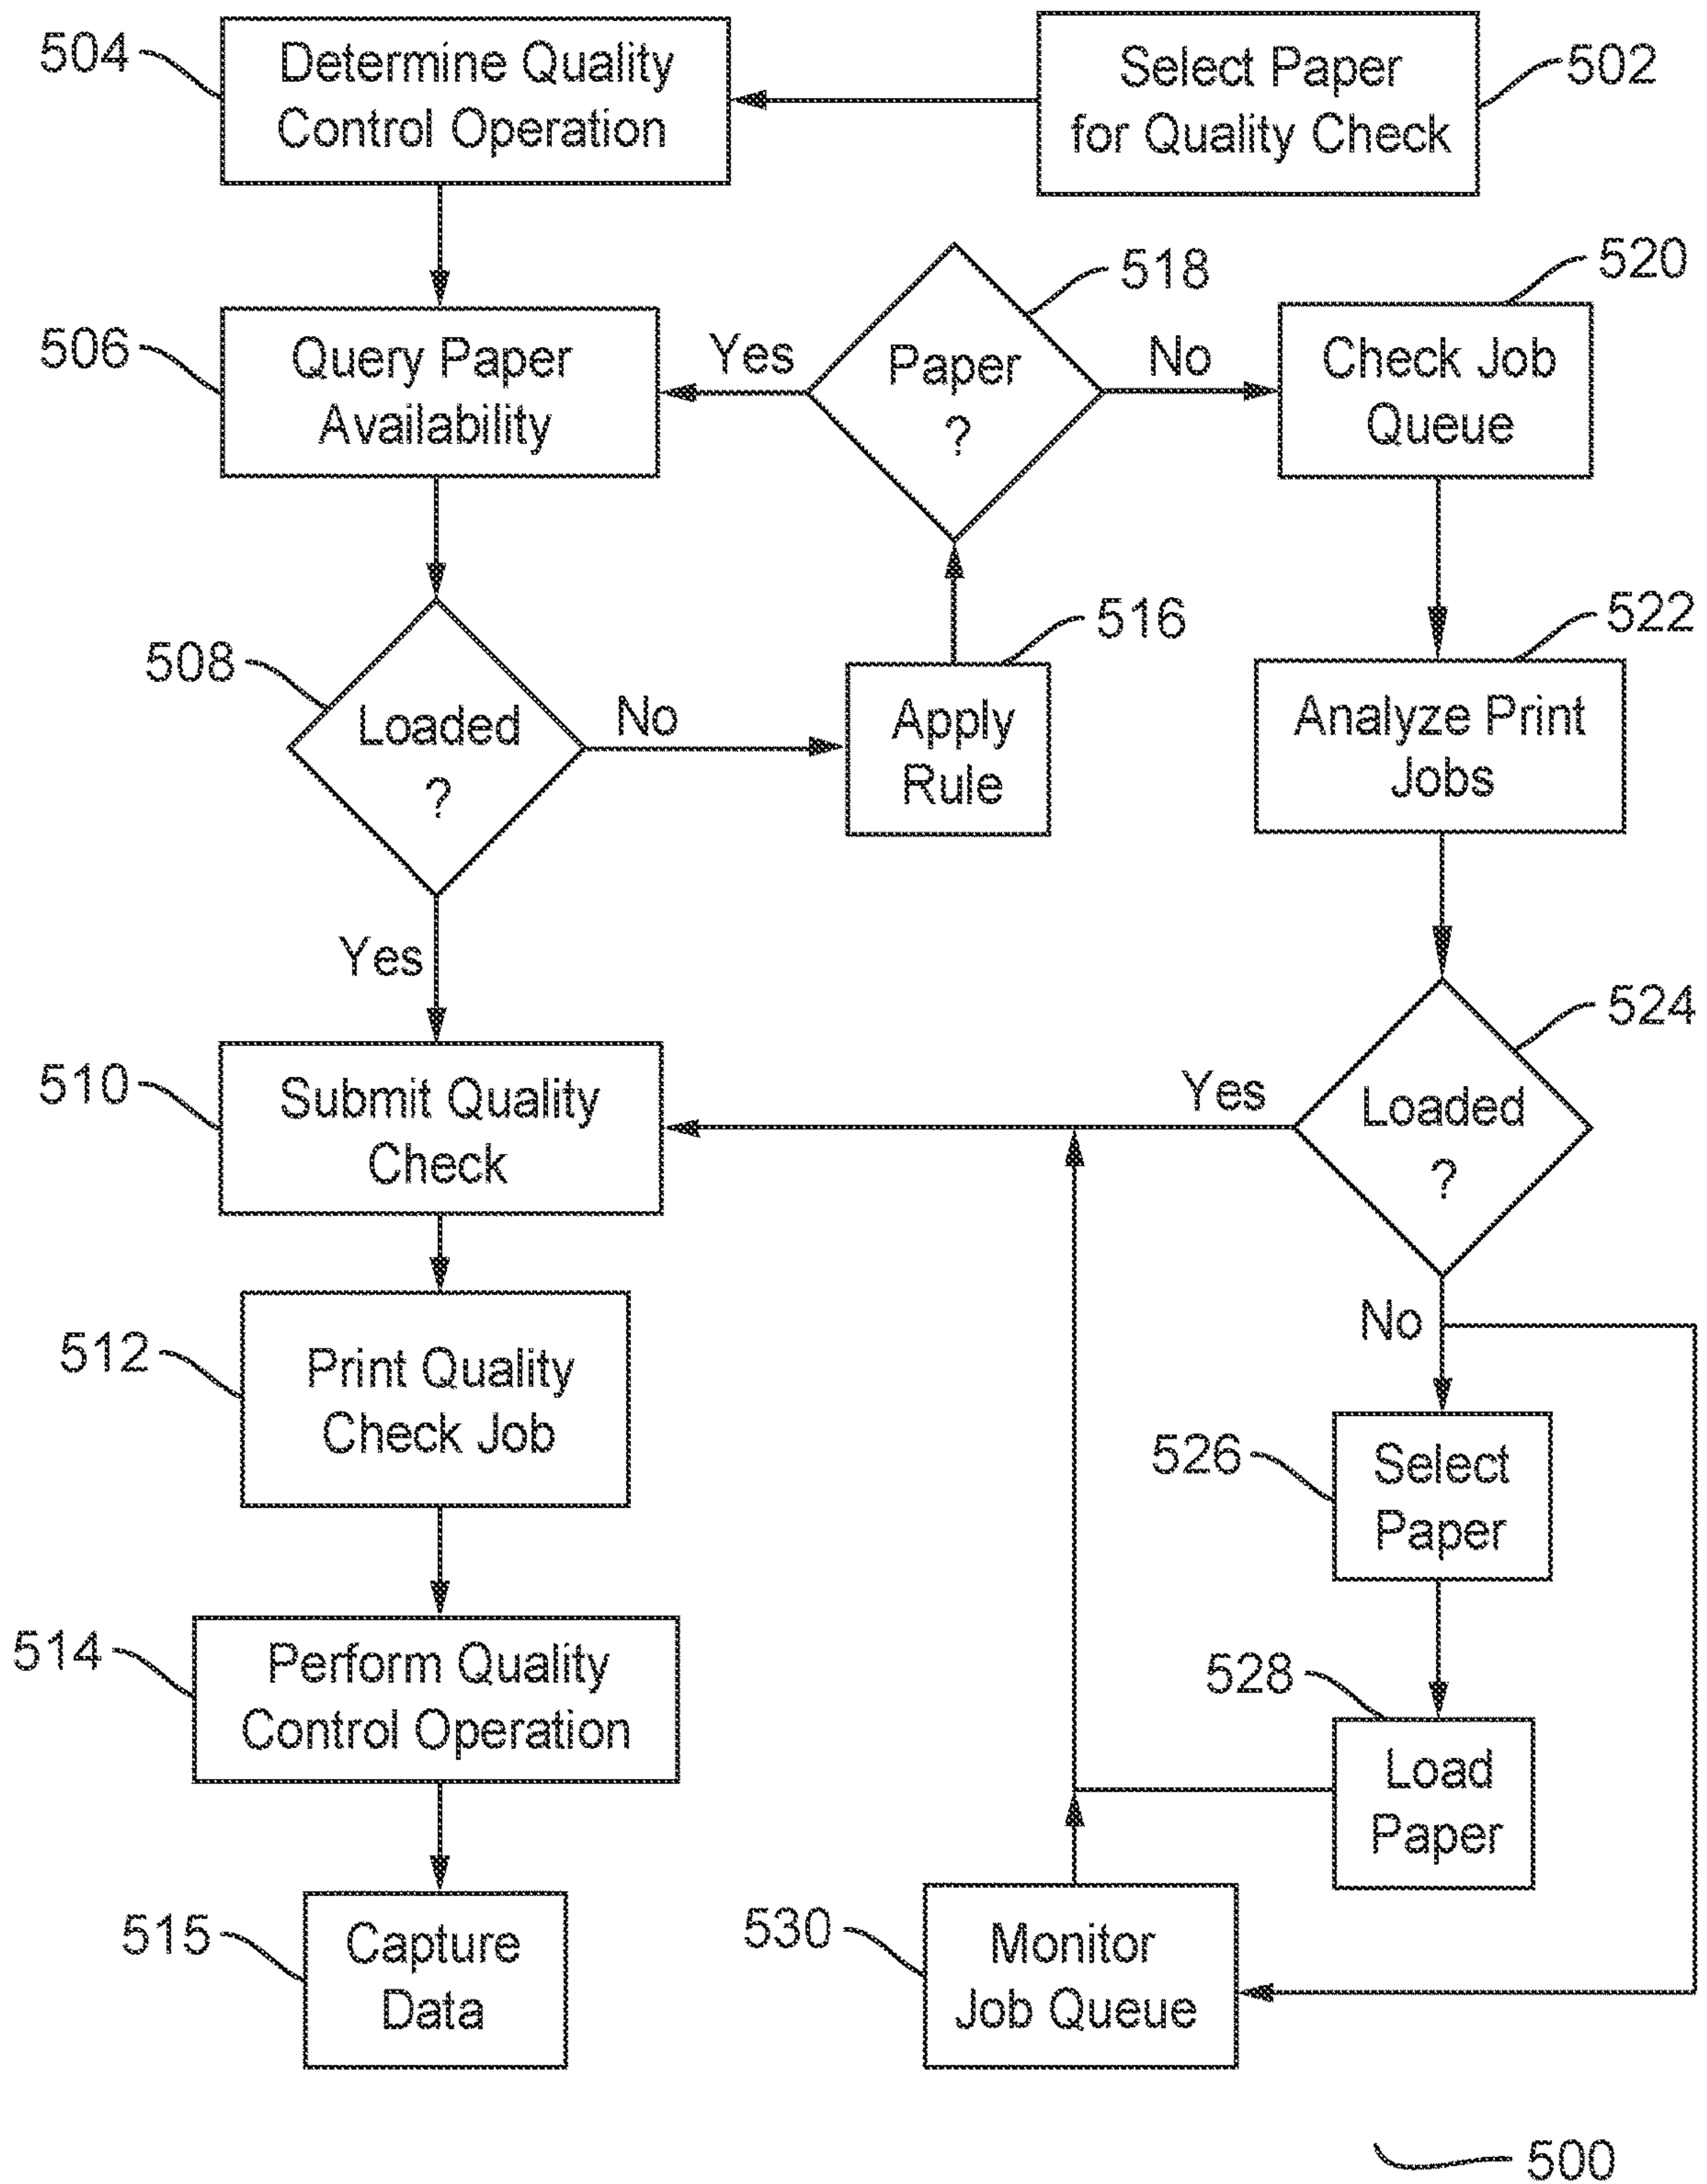 504
Determine Quality
Control Operation
Select Paper
for Quality Check
502
506
Query Paper
Availability
Yes
Paper
?
518
No
520
Check Job
Queue
508
Loaded
?
No
516
Apply
Rule
522
Analyze Print
Jobs
Yes
510
Submit Quality
Check
Yes
524
Loaded
?
No
512
Print Quality
Check Job
526
Select
Paper
514
Perform Quality
Control Operation
528
Load
Paper
515
Capture
Data
530
Monitor
Job Queue
500